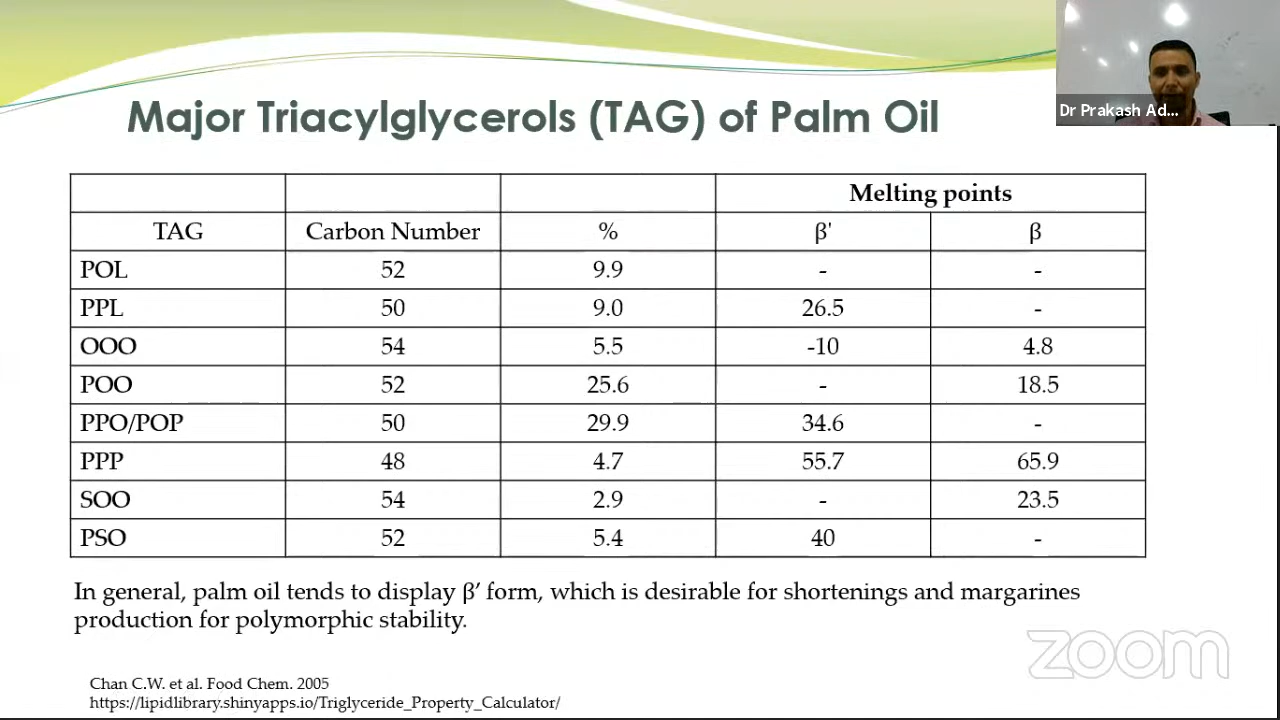 Dr Prakash Ad...
Major Triacylglycerols (TAG) of Palm Oil
Melting points
TAG Carbon Number % β' β
POL 52 9.9 - -
PPL 50 9.0 26.5 -
OOO 54 5.5 -10 4.8
POO 52 25.6 - 18.5
PPO/POP 50 29.9 34.6 -
PPP 48 4.7 55.7 65.9
SOO 54 2.9 - 23.5
PSO 52 5.4 40 -
In general, palm oil tends to display β′ form, which is desirable for shortenings and margarines
production for polymorphic stability.
zoom
Chan C.W. et al. Food Chem. 2005
https://lipidlibrary.shinyapps.io/Triglyceride_Property_Calculator/